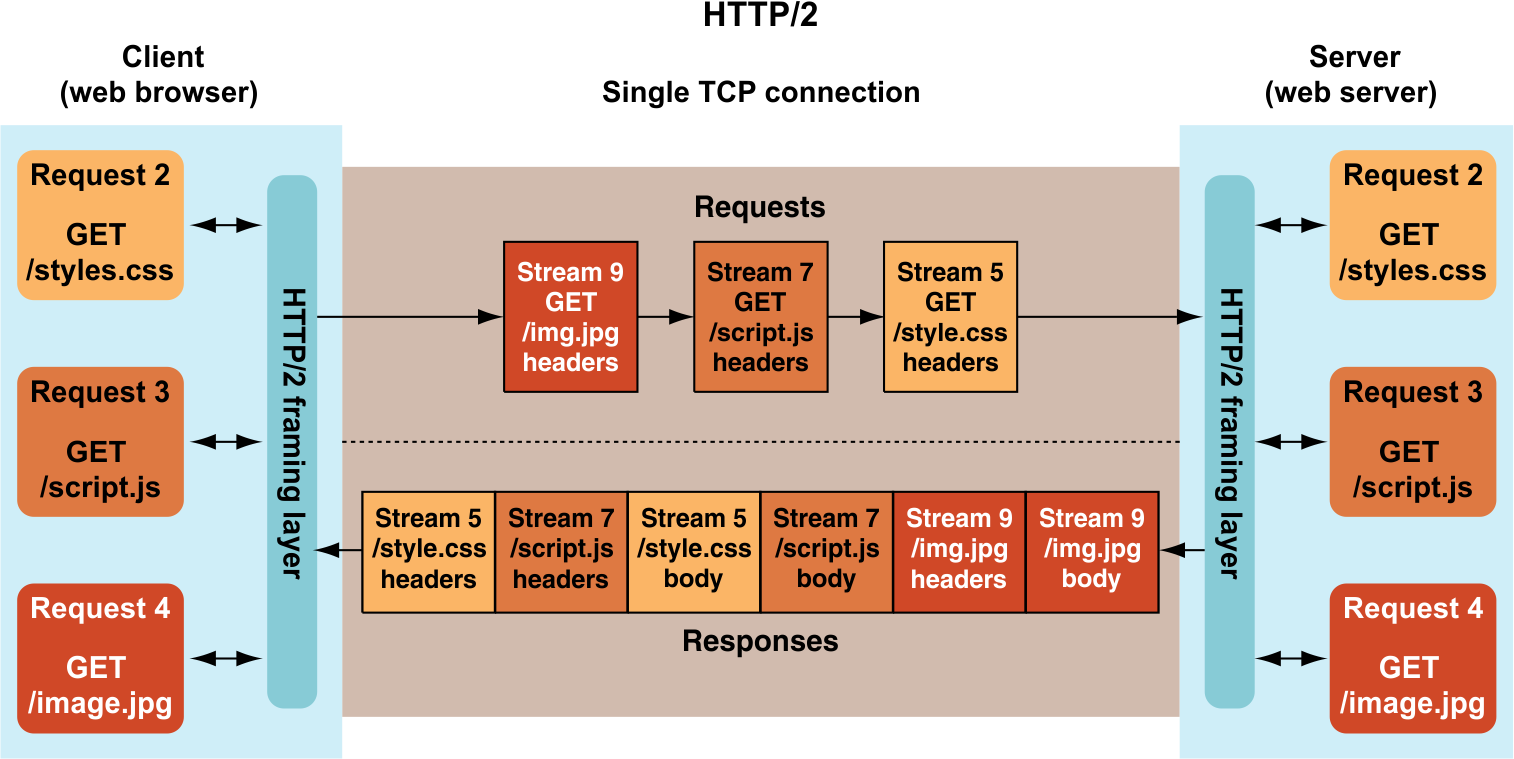 HTTP/2
Client
(web browser)
Single TCP connection
Server
(web server)
Request 2
GET
/styles.css
Request 3
GET
/script.js
Request 4
GET
/image.jpg
HTTP/2 framing layer
Requests
Stream 9
GET
/img.jpg
headers
Stream 7
GET
/script.js
headers
Stream 5
GET
/style.css
headers
Stream 5
/style.css
headers
Stream 7
/script.js
headers
Stream 5
/style.css
body
Stream 7
/script.js
body
Stream 9
/img.jpg
headers
Stream 9
/img.jpg
body
Responses
HTTP/2 framing layer
Request 2
GET
/styles.css
Request 3
GET
/script.js
Request 4
GET
/image.jpg